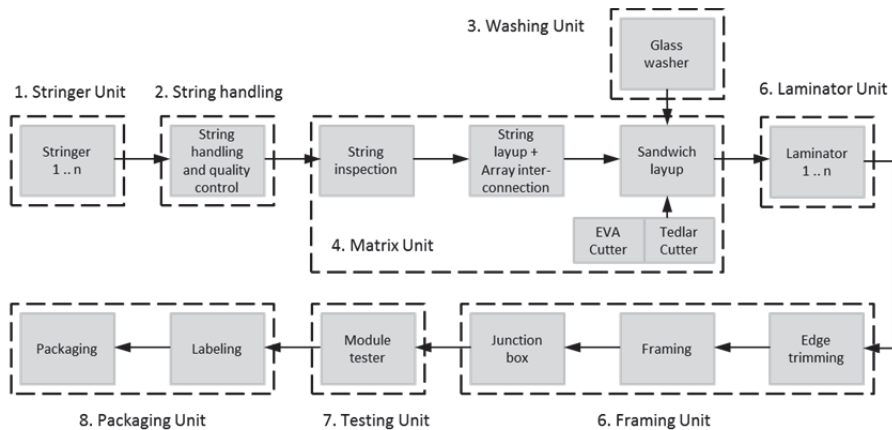 3. Washing Unit
Glass
washer
1. Stringer Unit
2. String handling
6. Laminator Unit
Stringer
1 .. n
String
handling
and quality
control
String
inspection
String
layup +
Array inter-
connection
Sandwich
layup
Laminator
1 .. n
EVA
Cutter
Tedlar
Cutter
4. Matrix Unit
Packaging
Labeling
Module
tester
Junction
box
Framing
Edge
trimming
8. Packaging Unit
7. Testing Unit
6. Framing Unit